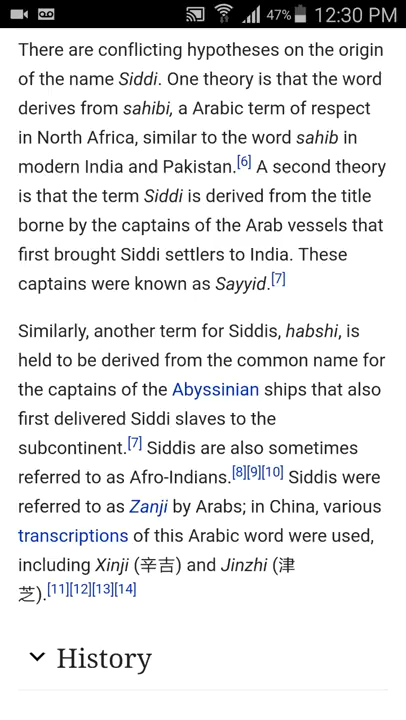 47% 12:30 PM
There are conflicting hypotheses on the origin
of the name Siddi. One theory is that the word
derives from sahibi, a Arabic term of respect
in North Africa, similar to the word sahib in
modern India and Pakistan.[6] A second theory
is that the term Siddi is derived from the title
borne by the captains of the Arab vessels that
first brought Siddi settlers to India. These
captains were known as Sayyid.[7]
Similarly, another term for Siddis, habshi, is
held to be derived from the common name for
the captains of the Abyssinian ships that also
first delivered Siddi slaves to the
subcontinent.[7] Siddis are also sometimes
referred to as Afro-Indians.[8][9][10] Siddis were
referred to as Zanji by Arabs; in China, various
transcriptions of this Arabic word were used,
including Xinji (辛吉) and Jinzhi (津
芝).[11][12][13][14]
History